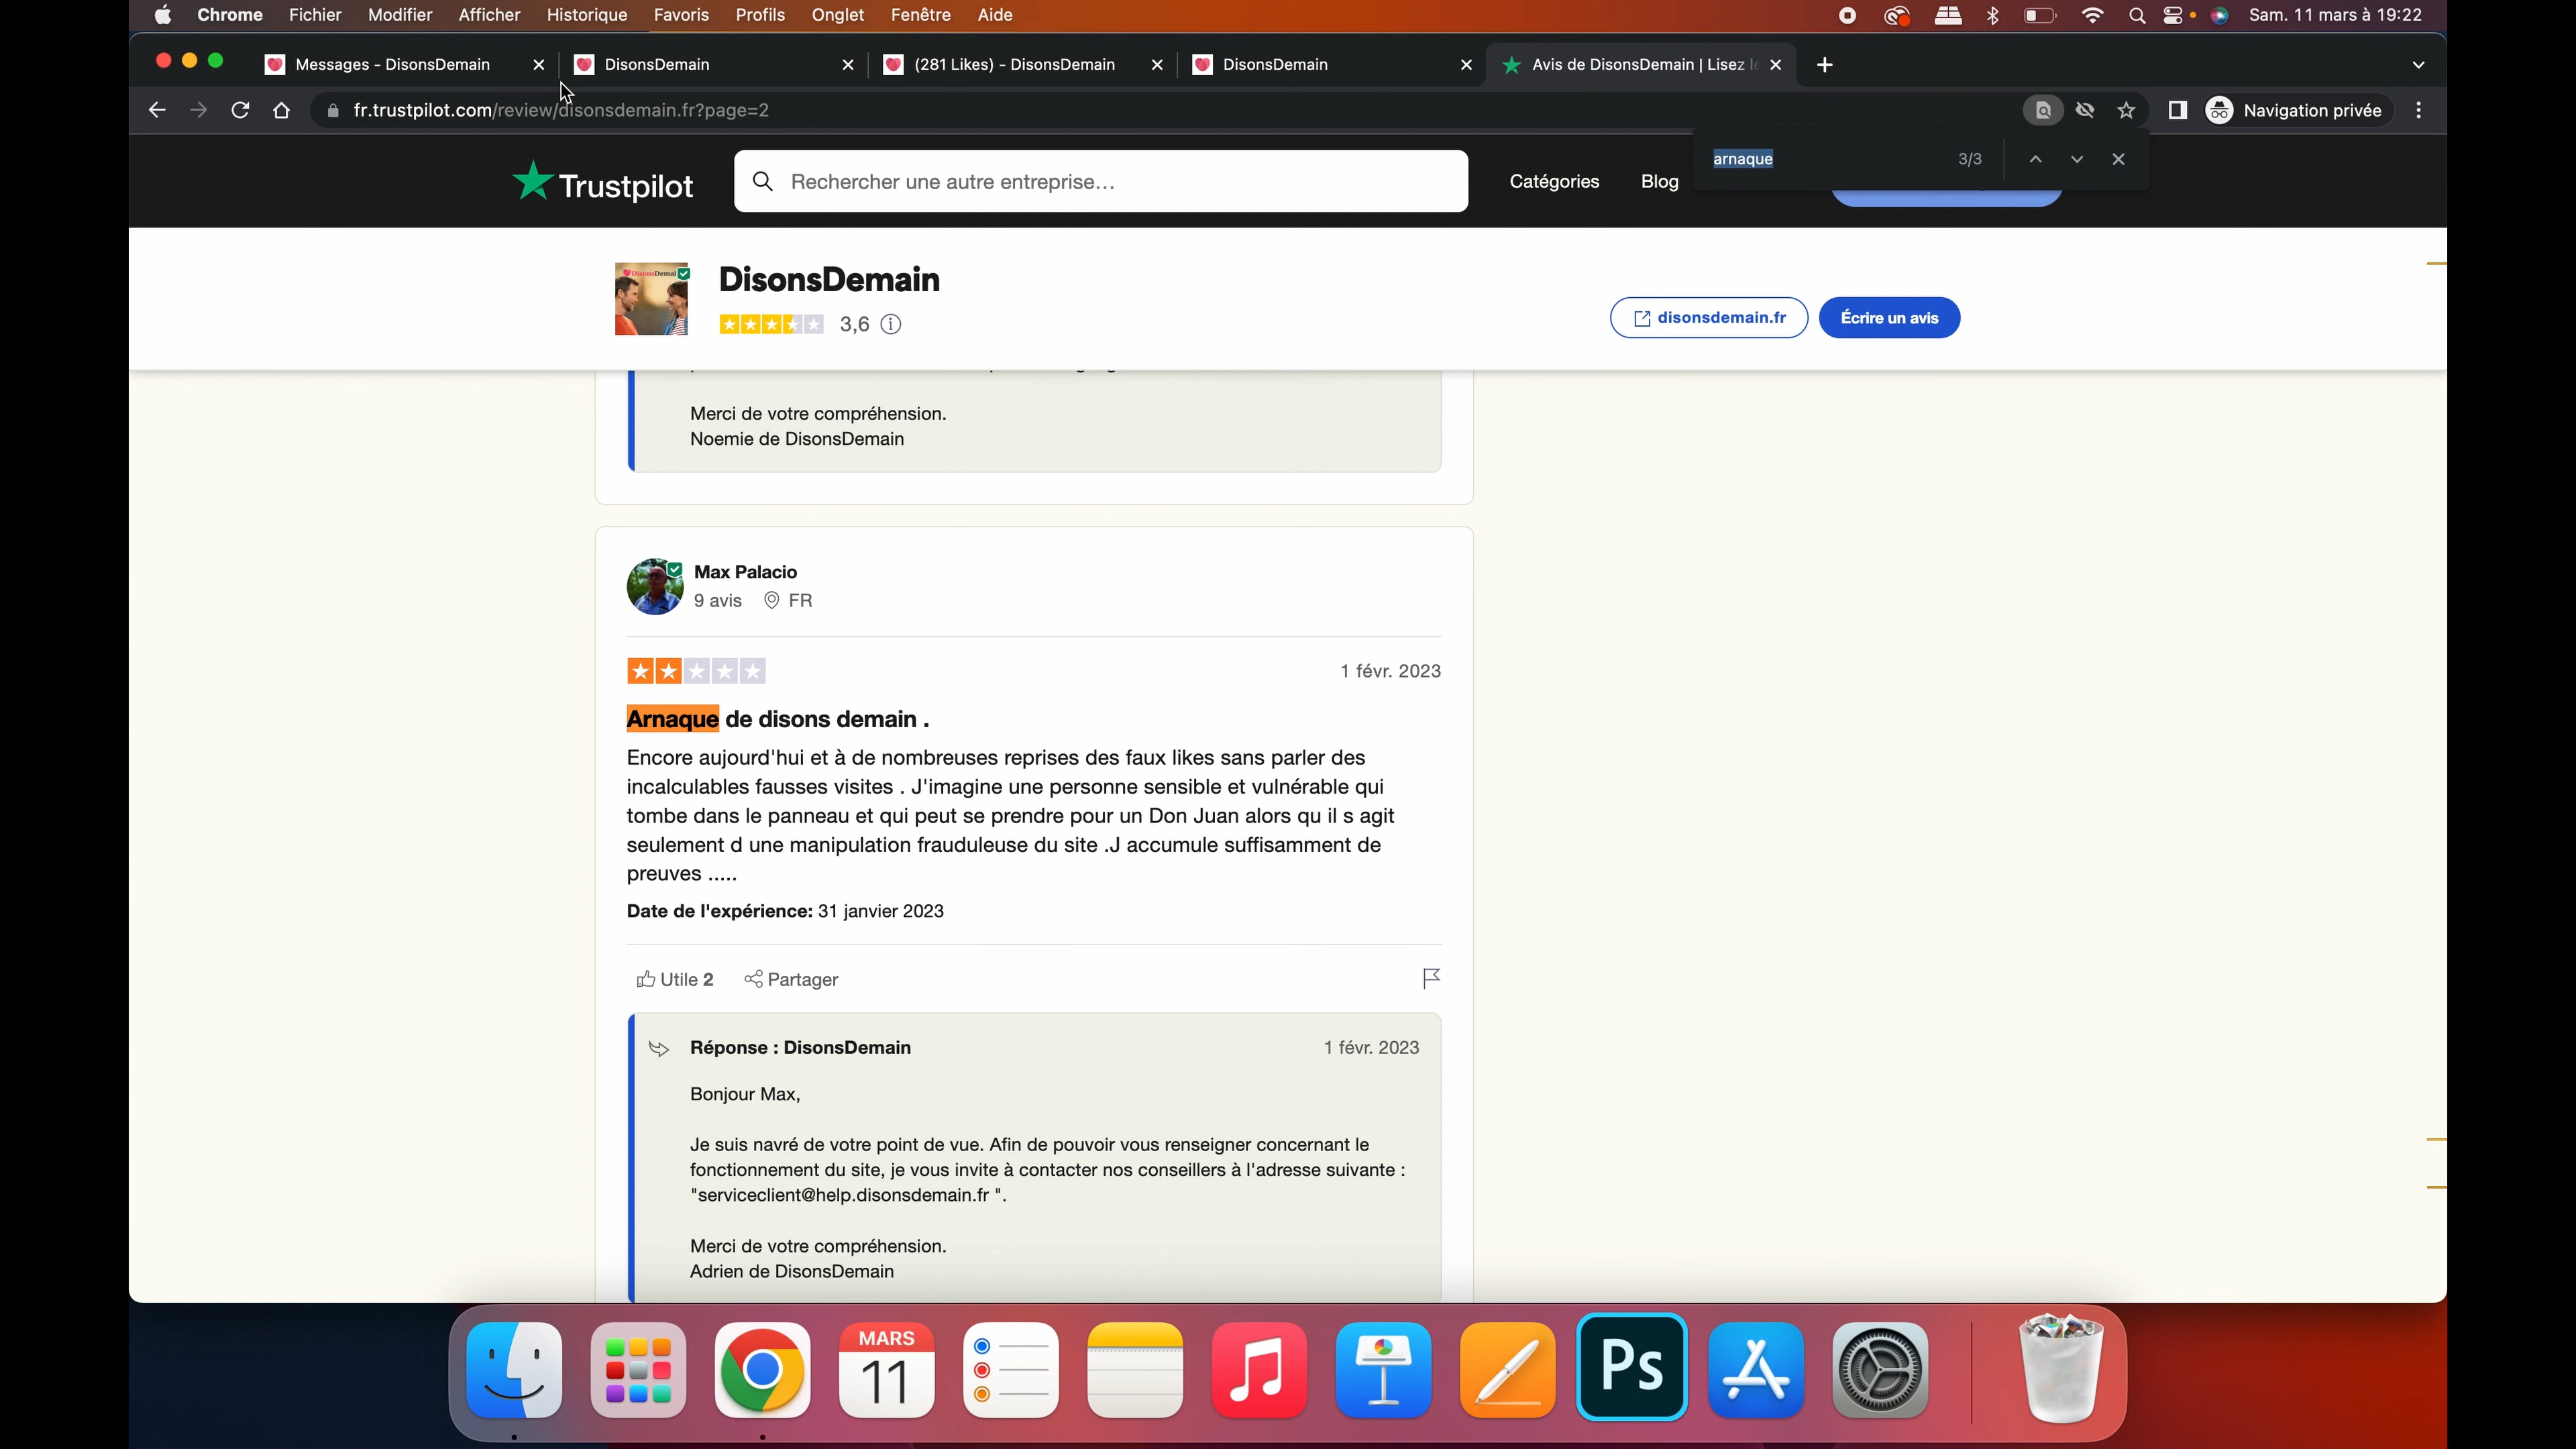 Chrome Fichier Modifier Afficher Historique Favoris Profils Onglet Fenêtre Aide Sam. 11 mars à 19:22
Messages - DisonsDemain DisonsDemain (281 Likes) - DisonsDemain DisonsDemain Avis de DisonsDemain | Lisez
fr.trustpilot.com/review/disonsdemain.fr?page=2 Navigation privée
arnaque 3/3
Trustpilot Rechercher une autre entreprise… Catégories Blog
DisonsDemain
DisonsDemain
3,6
disonsdemain.fr Écrire un avis
Merci de votre compréhension.
Noemie de DisonsDemain
Max Palacio
9 avis FR
1 févr. 2023
Arnaque de disons demain .
Encore aujourd'hui et à de nombreuses reprises des faux likes sans parler des
incalculables fausses visites . J'imagine une personne sensible et vulnérable qui
tombe dans le panneau et qui peut se prendre pour un Don Juan alors qu il s agit
seulement d une manipulation frauduleuse du site .J accumule suffisamment de
preuves .....
Date de l'expérience: 31 janvier 2023
Utile 2 Partager
Réponse : DisonsDemain 1 févr. 2023
Bonjour Max,
Je suis navré de votre point de vue. Afin de pouvoir vous renseigner concernant le
fonctionnement du site, je vous invite à contacter nos conseillers à l'adresse suivante :
"serviceclient@help.disonsdemain.fr ".
Merci de votre compréhension.
Adrien de DisonsDemain
MARS
11
Ps